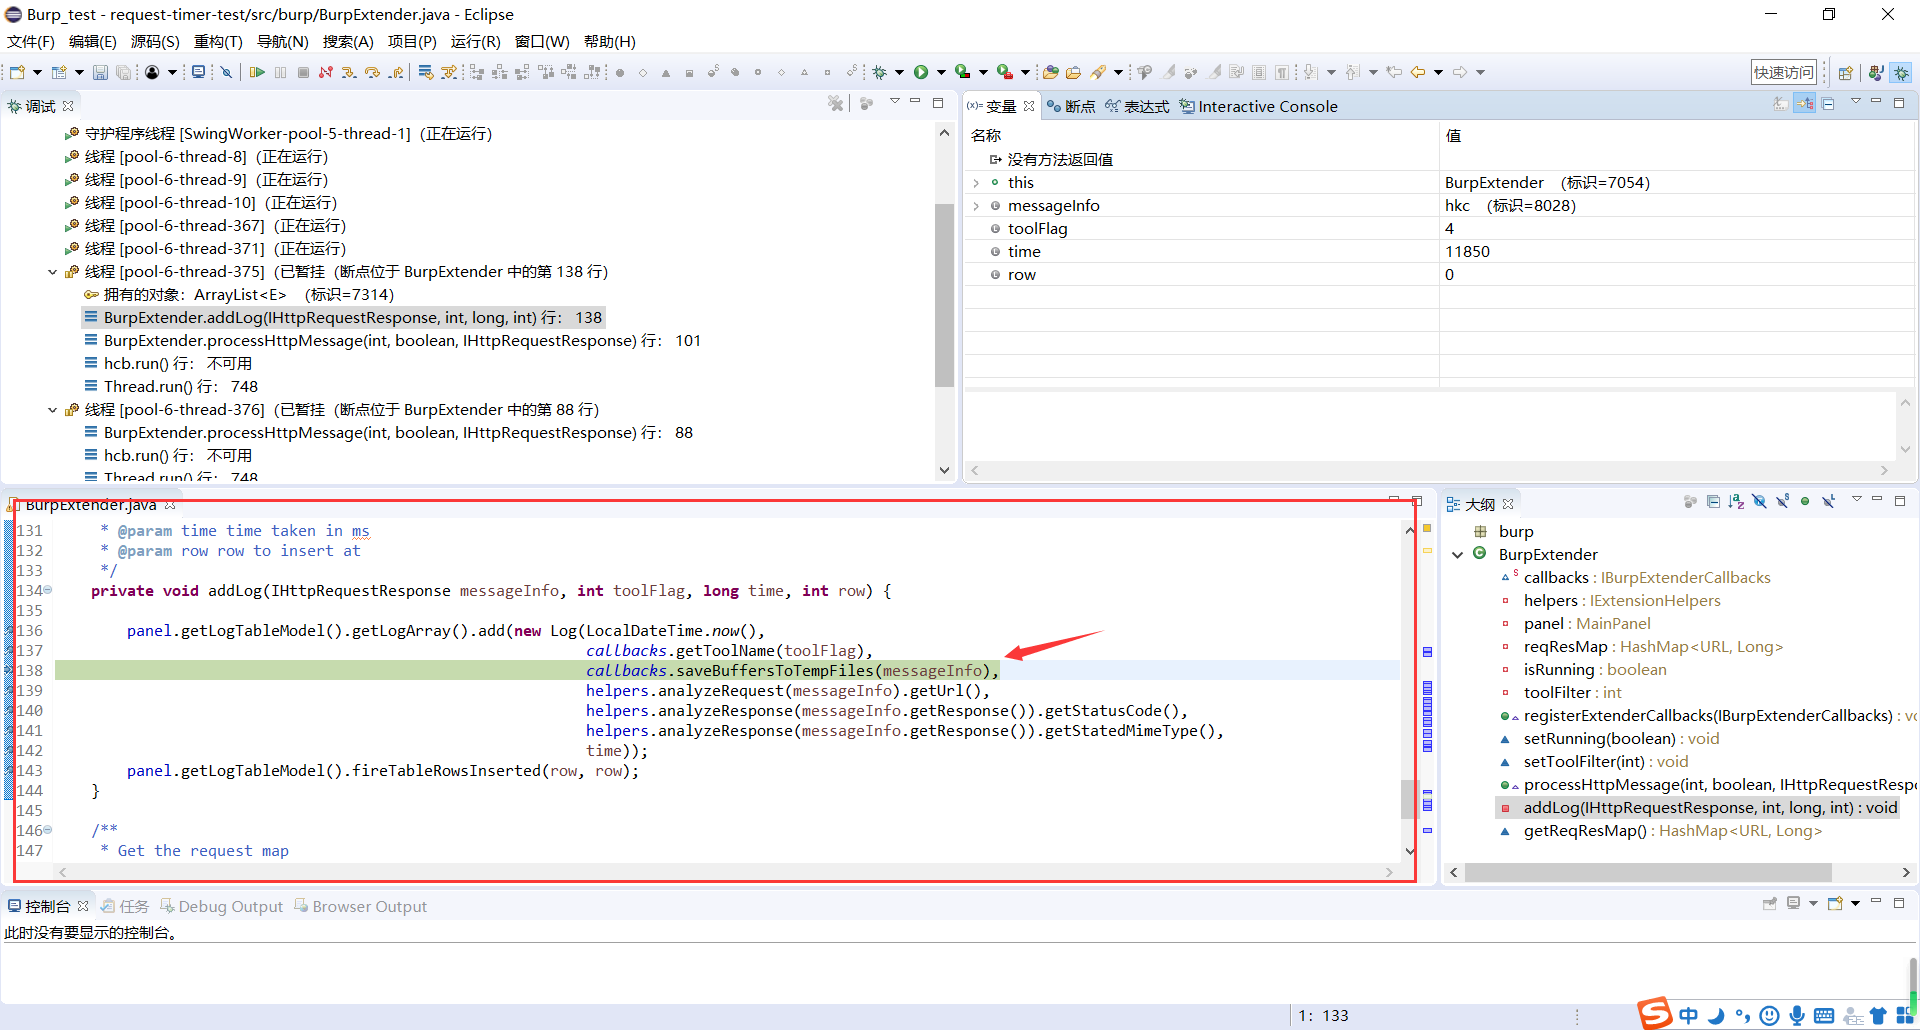 Burp_test - request-timer-test/src/burp/BurpExtender.java - Eclipse
文件(F) 编辑(E) 源码(S) 重构(T) 导航(N) 搜索(A) 项目(P) 运行(R) 窗口(W) 帮助(H)
快速访问
调试
守护程序线程 [SwingWorker-pool-5-thread-1]（正在运行）
线程 [pool-6-thread-8]（正在运行）
线程 [pool-6-thread-9]（正在运行）
线程 [pool-6-thread-10]（正在运行）
线程 [pool-6-thread-367]（正在运行）
线程 [pool-6-thread-371]（正在运行）
线程 [pool-6-thread-375]（已暂挂（断点位于 BurpExtender 中的第 138 行）
拥有的对象： ArrayList<E> （标识=7314）
BurpExtender.addLog(IHttpRequestResponse, int, long, int) 行： 138
BurpExtender.processHttpMessage(int, boolean, IHttpRequestResponse) 行： 101
hcb.run() 行： 不可用
Thread.run() 行： 748
线程 [pool-6-thread-376]（已暂挂（断点位于 BurpExtender 中的第 88 行）
BurpExtender.processHttpMessage(int, boolean, IHttpRequestResponse) 行： 88
hcb.run() 行： 不可用
Thread.run() 行： 748
(x)= 变量 断点 表达式 Interactive Console
名称 值
没有方法返回值
this BurpExtender （标识=7054）
messageInfo hkc （标识=8028）
toolFlag 4
time 11850
row 0
BurpExtender.java
131 * @param time time taken in ms
132 * @param row row to insert at
133 */
134 private void addLog(IHttpRequestResponse messageInfo, int toolFlag, long time, int row) {
135
136 panel.getLogTableModel().getLogArray().add(new Log(LocalDateTime.now(),
137 callbacks.getToolName(toolFlag),
138 callbacks.saveBuffersToTempFiles(messageInfo),
139 helpers.analyzeRequest(messageInfo).getUrl(),
140 helpers.analyzeResponse(messageInfo.getResponse()).getStatusCode(),
141 helpers.analyzeResponse(messageInfo.getResponse()).getStatedMimeType(),
142 time));
143 panel.getLogTableModel().fireTableRowsInserted(row, row);
144 }
145
146 /**
147 * Get the request map
大纲
burp
BurpExtender
callbacks : IBurpExtenderCallbacks
helpers : IExtensionHelpers
panel : MainPanel
reqResMap : HashMap<URL, Long>
isRunning : boolean
toolFilter : int
registerExtenderCallbacks(IBurpExtenderCallbacks) : vo
setRunning(boolean) : void
setToolFilter(int) : void
processHttpMessage(int, boolean, IHttpRequestRespo
addLog(IHttpRequestResponse, int, long, int) : void
getReqResMap() : HashMap<URL, Long>
控制台 任务 Debug Output Browser Output
此时没有要显示的控制台。
1： 133
中